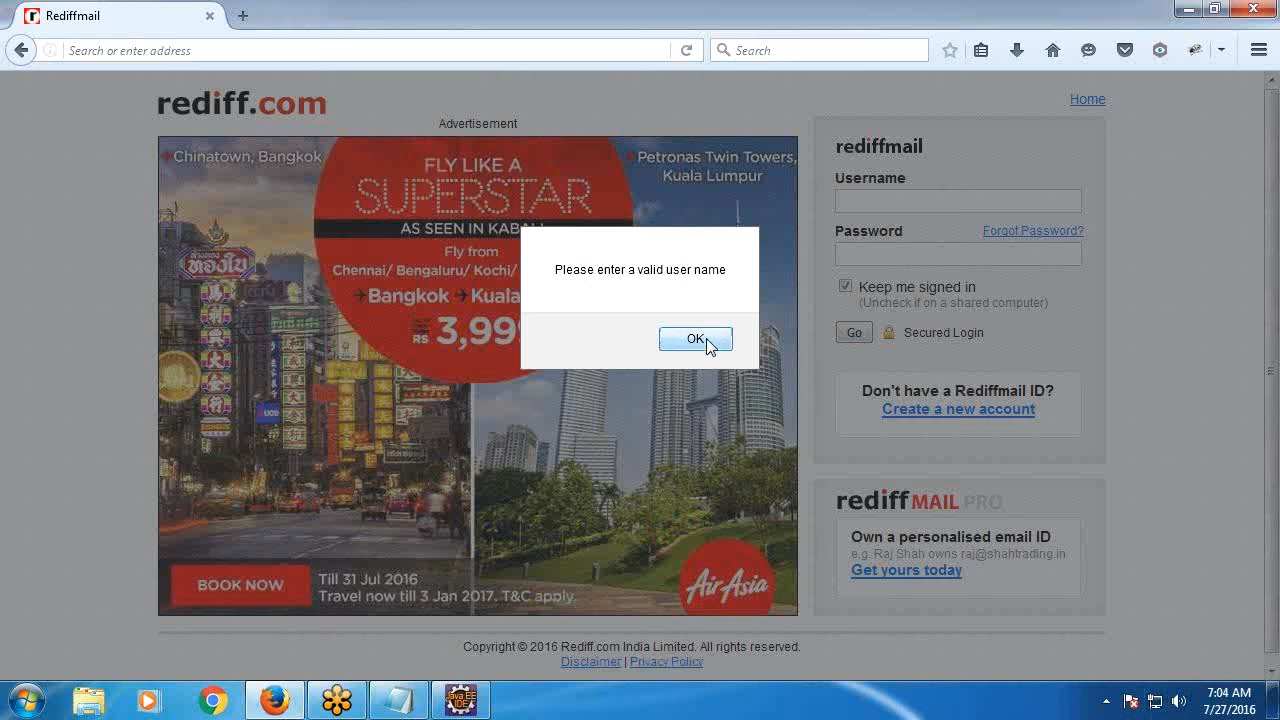 Rediffmail
Search or enter address
Search
rediff.com
Home
Advertisement
Chinatown, Bangkok
FLY LIKE A
SUPERSTAR
AS SEEN IN KABALI
Petronas Twin Towers,
Kuala Lumpur
Fly from
Chennai/ Bengaluru/ Kochi/
Bangkok Kuala
RS 3,99
BOOK NOW
Till 31 Jul 2016
Travel now till 3 Jan 2017. T&C apply.
AirAsia
Please enter a valid user name
OK
rediffmail
Username
Password
Forgot Password?
Keep me signed in
(Uncheck if on a shared computer)
Go
Secured Login
Don't have a Rediffmail ID?
Create a new account
rediff MAIL PRO
Own a personalised email ID
e.g. Raj Shah owns raj@shahtrading.in
Get yours today
Copyright © 2016 Rediff.com India Limited. All rights reserved.
Disclaimer | Privacy Policy
Java EE
IDE
7:04 AM
7/27/2016